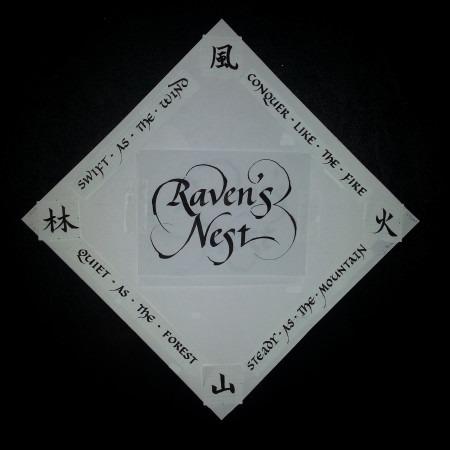 風
SWIFT · AS · THE · WIND
CONQUER · LIKE · THE · FIRE
Raven's
Nest
林
火
QUIET · AS · THE · FOREST
STEADY · AS · THE · MOUNTAIN
山